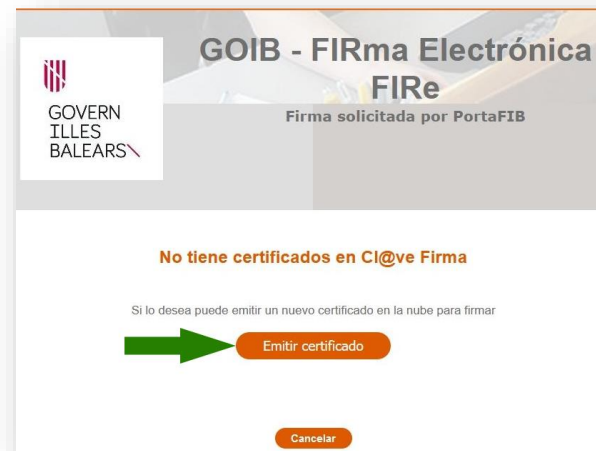 GOIB - FIRma Electrónica
FIRe
Firma solicitada por PortaFIB
GOVERN
ILLES
BALEARS
No tiene certificados en Cl@ve Firma
Si lo desea puede emitir un nuevo certificado en la nube para firmar
Emitir certificado
Cancelar